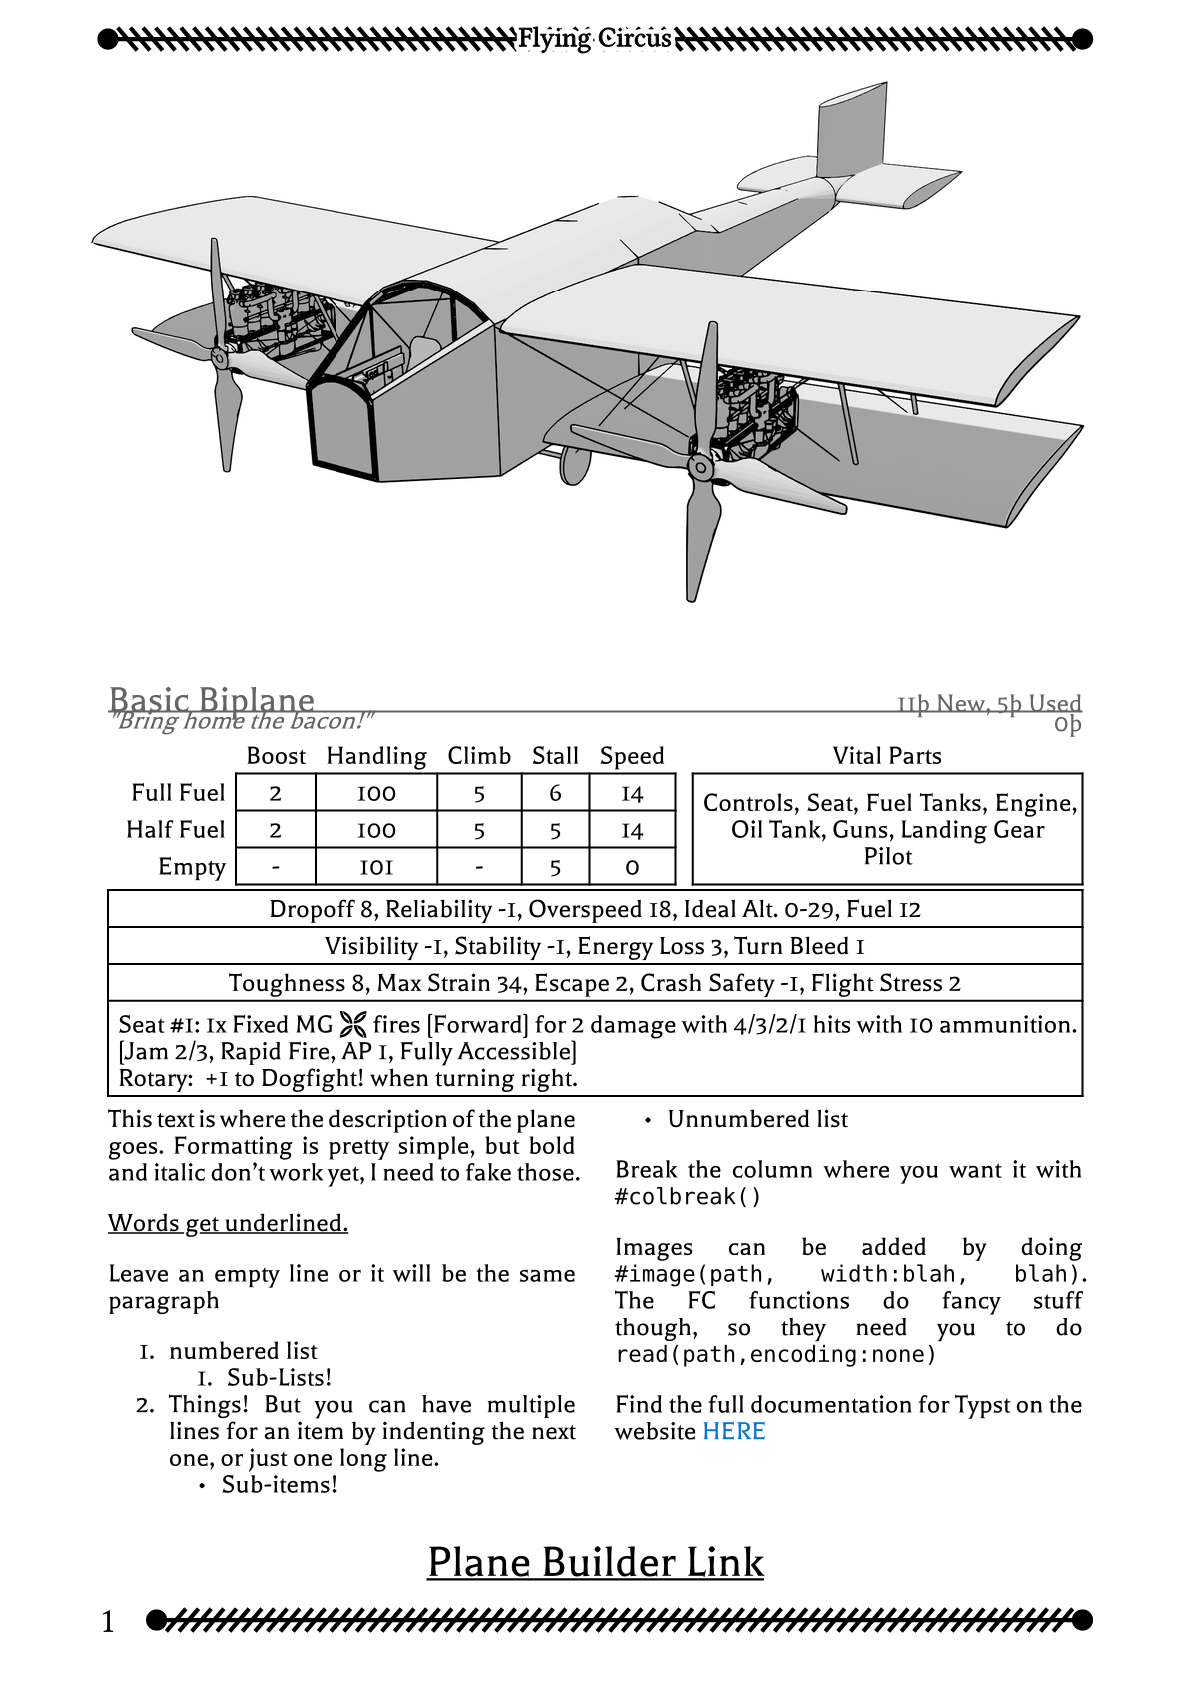 Flying Circus
Basic Biplane
11þ New, 5þ Used
"Bring home the bacon!"
0þ
Boost Handling Climb Stall Speed
Vital Parts
Full Fuel 2 100 5 6 14
Half Fuel 2 100 5 5 14
Empty - 101 - 5 0
Controls, Seat, Fuel Tanks, Engine,
Oil Tank, Guns, Landing Gear
Pilot
Dropoff 8, Reliability -1, Overspeed 18, Ideal Alt. 0-29, Fuel 12
Visibility -1, Stability -1, Energy Loss 3, Turn Bleed 1
Toughness 8, Max Strain 34, Escape 2, Crash Safety -1, Flight Stress 2
Seat #1: 1x Fixed MG fires [Forward] for 2 damage with 4/3/2/1 hits with 10 ammunition.
[Jam 2/3, Rapid Fire, AP 1, Fully Accessible]
Rotary: +1 to Dogfight! when turning right.
This text is where the description of the plane
goes. Formatting is pretty simple, but bold
and italic don't work yet, I need to fake those.
Words get underlined.
Leave an empty line or it will be the same
paragraph
1. numbered list
1. Sub-Lists!
2. Things! But you can have multiple
lines for an item by indenting the next
one, or just one long line.
• Sub-items!
• Unnumbered list
Break the column where you want it with
#colbreak()
Images can be added by doing
#image(path, width:blah, blah).
The FC functions do fancy stuff
though, so they need you to do
read(path,encoding:none)
Find the full documentation for Typst on the
website HERE
Plane Builder Link
1